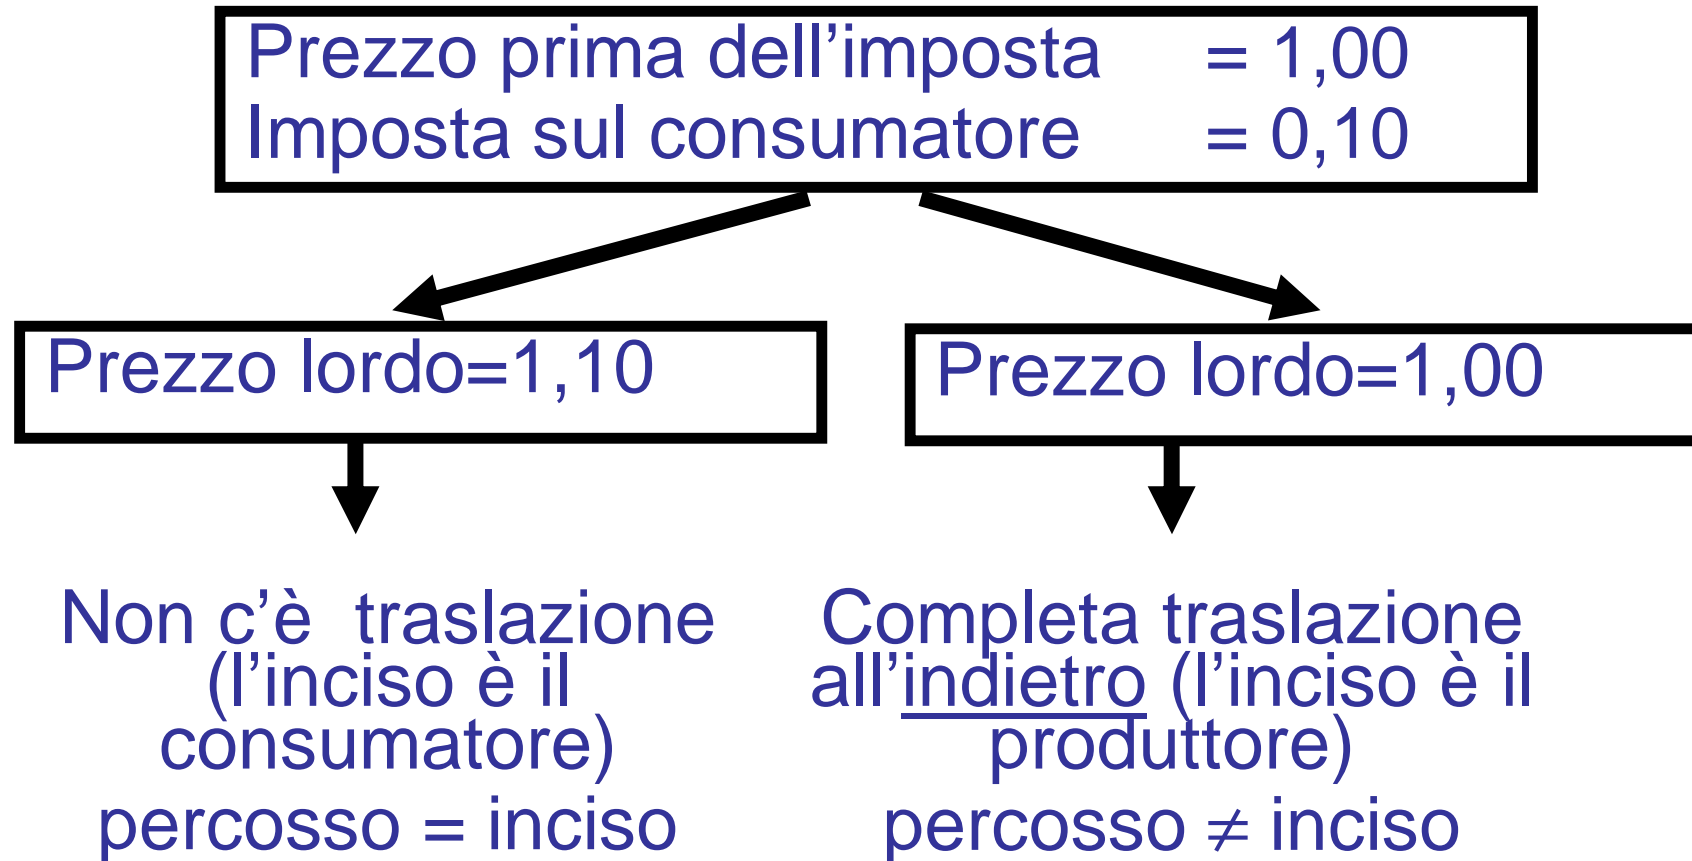 Prezzo prima dell’imposta = 1,00
Imposta sul consumatore = 0,10
Prezzo lordo=1,10
Prezzo lordo=1,00
Non c’è traslazione
(l’inciso è il
consumatore)
percosso = inciso
Completa traslazione
all’indietro (l’inciso è il
produttore)
percosso ≠ inciso